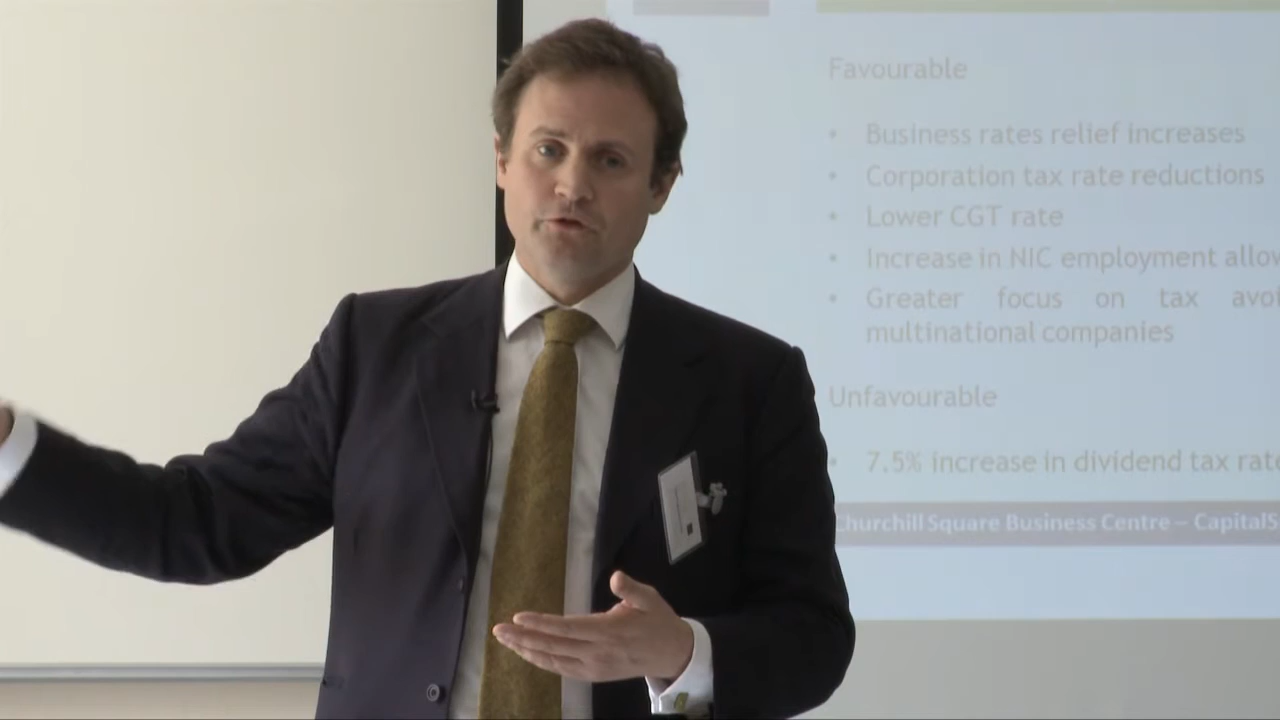 Favourable
• Business rates relief increases
• Corporation tax rate reductions
• Lower CGT rate
• Increase in NIC employment allow
• Greater focus on tax avoi
multinational companies
Unfavourable
• 7.5% increase in dividend tax rate
Churchill Square Business Centre – CapitalS